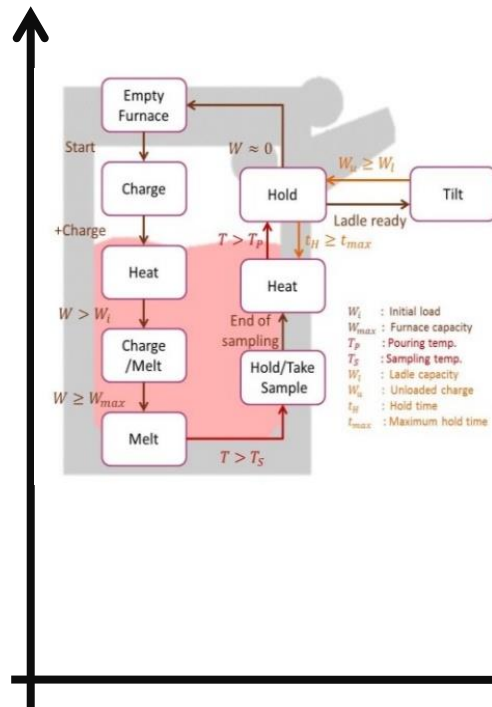 Empty
Furnace
Start
W ≈ 0
W_u ≥ W_l
Charge
Hold
Tilt
Ladle ready
+Charge
T > T_P
t_H ≥ t_max
Heat
Heat
W > W_i
End of
sampling
Charge
/Melt
Hold/Take
Sample
W ≥ W_max
Melt
T > T_S
W_i : Initial load
W_max : Furnace capacity
T_P : Pouring temp.
T_S : Sampling temp.
W_l : Ladle capacity
W_u : Unloaded charge
t_H : Hold time
t_max : Maximum hold time